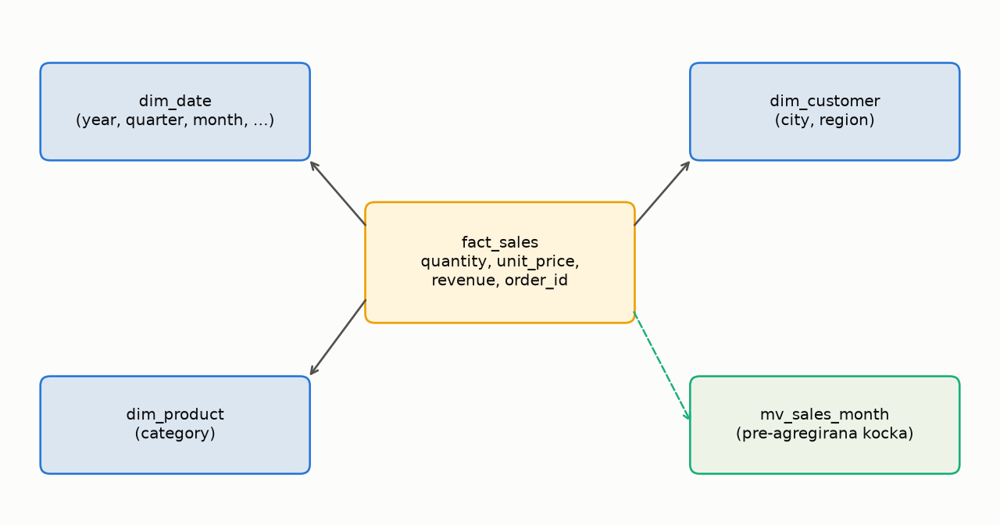 dim_date
(year, quarter, month, ...)
dim_customer
(city, region)
fact_sales
quantity, unit_price,
revenue, order_id
dim_product
(category)
mv_sales_month
(pre-agregirana kocka)